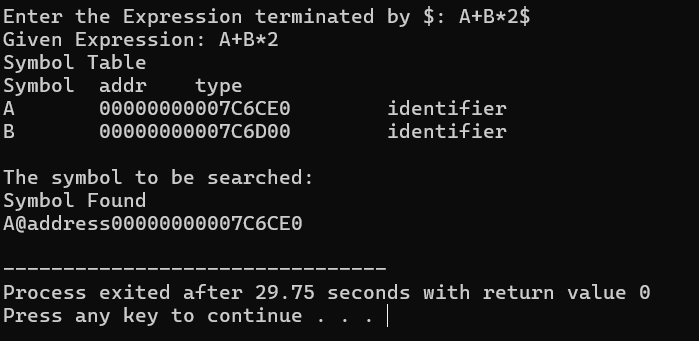 Enter the Expression terminated by $: A+B*2$
Given Expression: A+B*2
Symbol Table
Symbol  addr    type
A       00000000007C6CE0        identifier
B       00000000007C6D00        identifier

The symbol to be searched:
Symbol Found
A@address00000000007C6CE0

--------------------------------
Process exited after 29.75 seconds with return value 0
Press any key to continue . . .